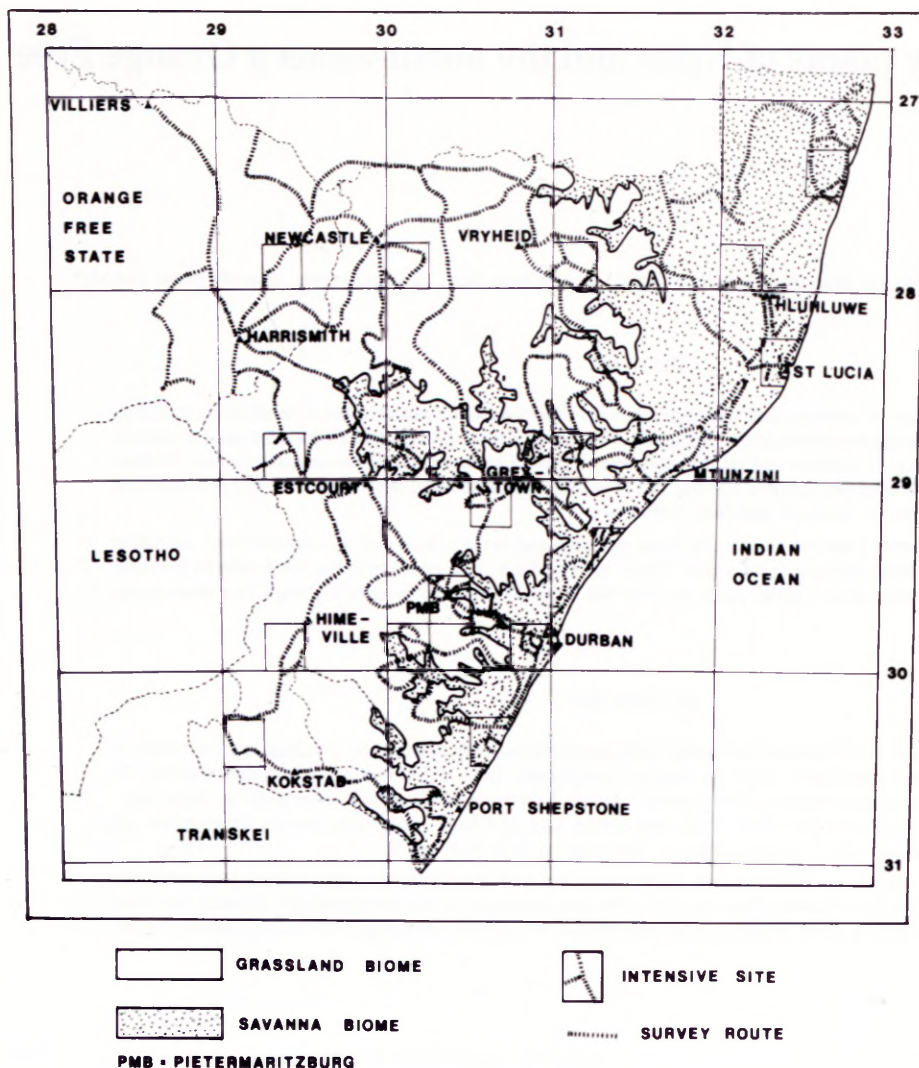 28 29 30 31 32 33
27
VILLIERS
ORANGE
FREE
STATE
NEWCASTLE
VRYHEID
28
HLUHLUWE
HARRISMITH
ST LUCIA
GREY-
TOWN
MTUNZINI
ESTCOURT
29
LESOTHO
INDIAN
OCEAN
PMB
HIME-
VILLE
DURBAN
30
KOKSTAD
PORT SHEPSTONE
TRANSKEI
31
GRASSLAND BIOME
INTENSIVE SITE
SAVANNA BIOME
SURVEY ROUTE
PMB = PIETERMARITZBURG